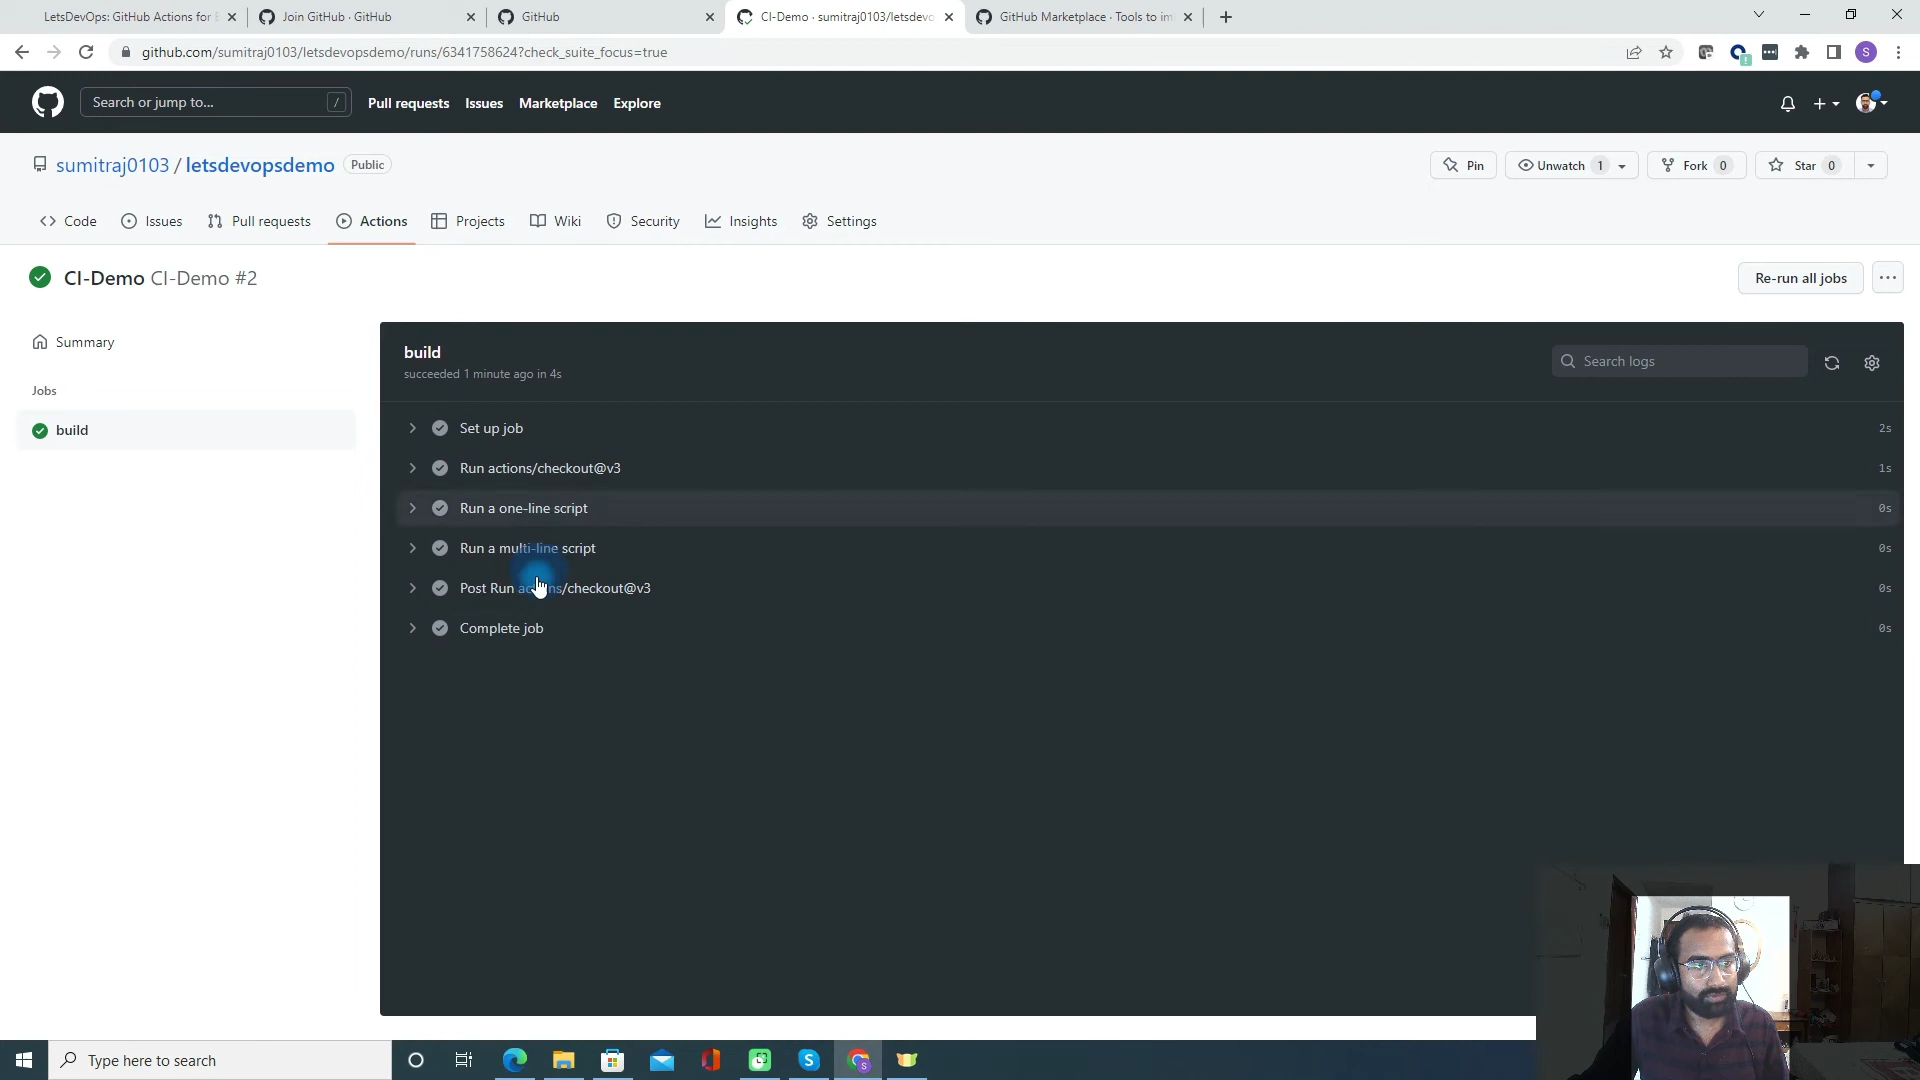 LetsDevOps: GitHub Actions for
Join GitHub · GitHub
GitHub
CI-Demo · sumitraj0103/letsdevo
GitHub Marketplace · Tools to im
github.com/sumitraj0103/letsdevopsdemo/runs/6341758624?check_suite_focus=true
S
Search or jump to...
/
Pull requests
Issues
Marketplace
Explore
sumitraj0103 / letsdevopsdemo
Public
Pin
Unwatch 1
Fork 0
Star 0
Code
Issues
Pull requests
Actions
Projects
Wiki
Security
Insights
Settings
CI-Demo CI-Demo #2
Re-run all jobs
Summary
Jobs
build
build
succeeded 1 minute ago in 4s
Search logs
Set up job 2s
Run actions/checkout@v3 1s
Run a one-line script 0s
Run a multi-line script 0s
Post Run actions/checkout@v3 0s
Complete job 0s
Type here to search